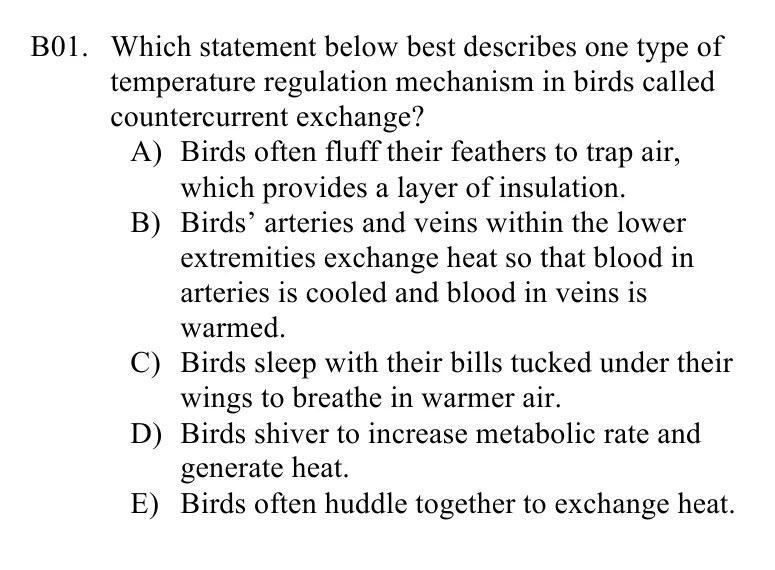 B01. Which statement below best describes one type of
temperature regulation mechanism in birds called
countercurrent exchange?
A) Birds often fluff their feathers to trap air,
which provides a layer of insulation.
B) Birds’ arteries and veins within the lower
extremities exchange heat so that blood in
arteries is cooled and blood in veins is
warmed.
C) Birds sleep with their bills tucked under their
wings to breathe in warmer air.
D) Birds shiver to increase metabolic rate and
generate heat.
E) Birds often huddle together to exchange heat.